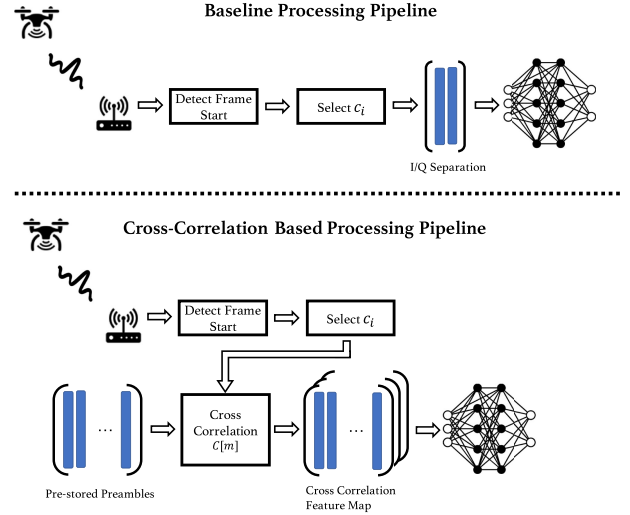 Baseline Processing Pipeline
Detect Frame
Start
Select c_i
I/Q Separation
Cross-Correlation Based Processing Pipeline
Detect Frame
Start
Select c_i
...
Cross
Correlation
C[m]
...
Pre-stored Preambles
Cross Correlation
Feature Map